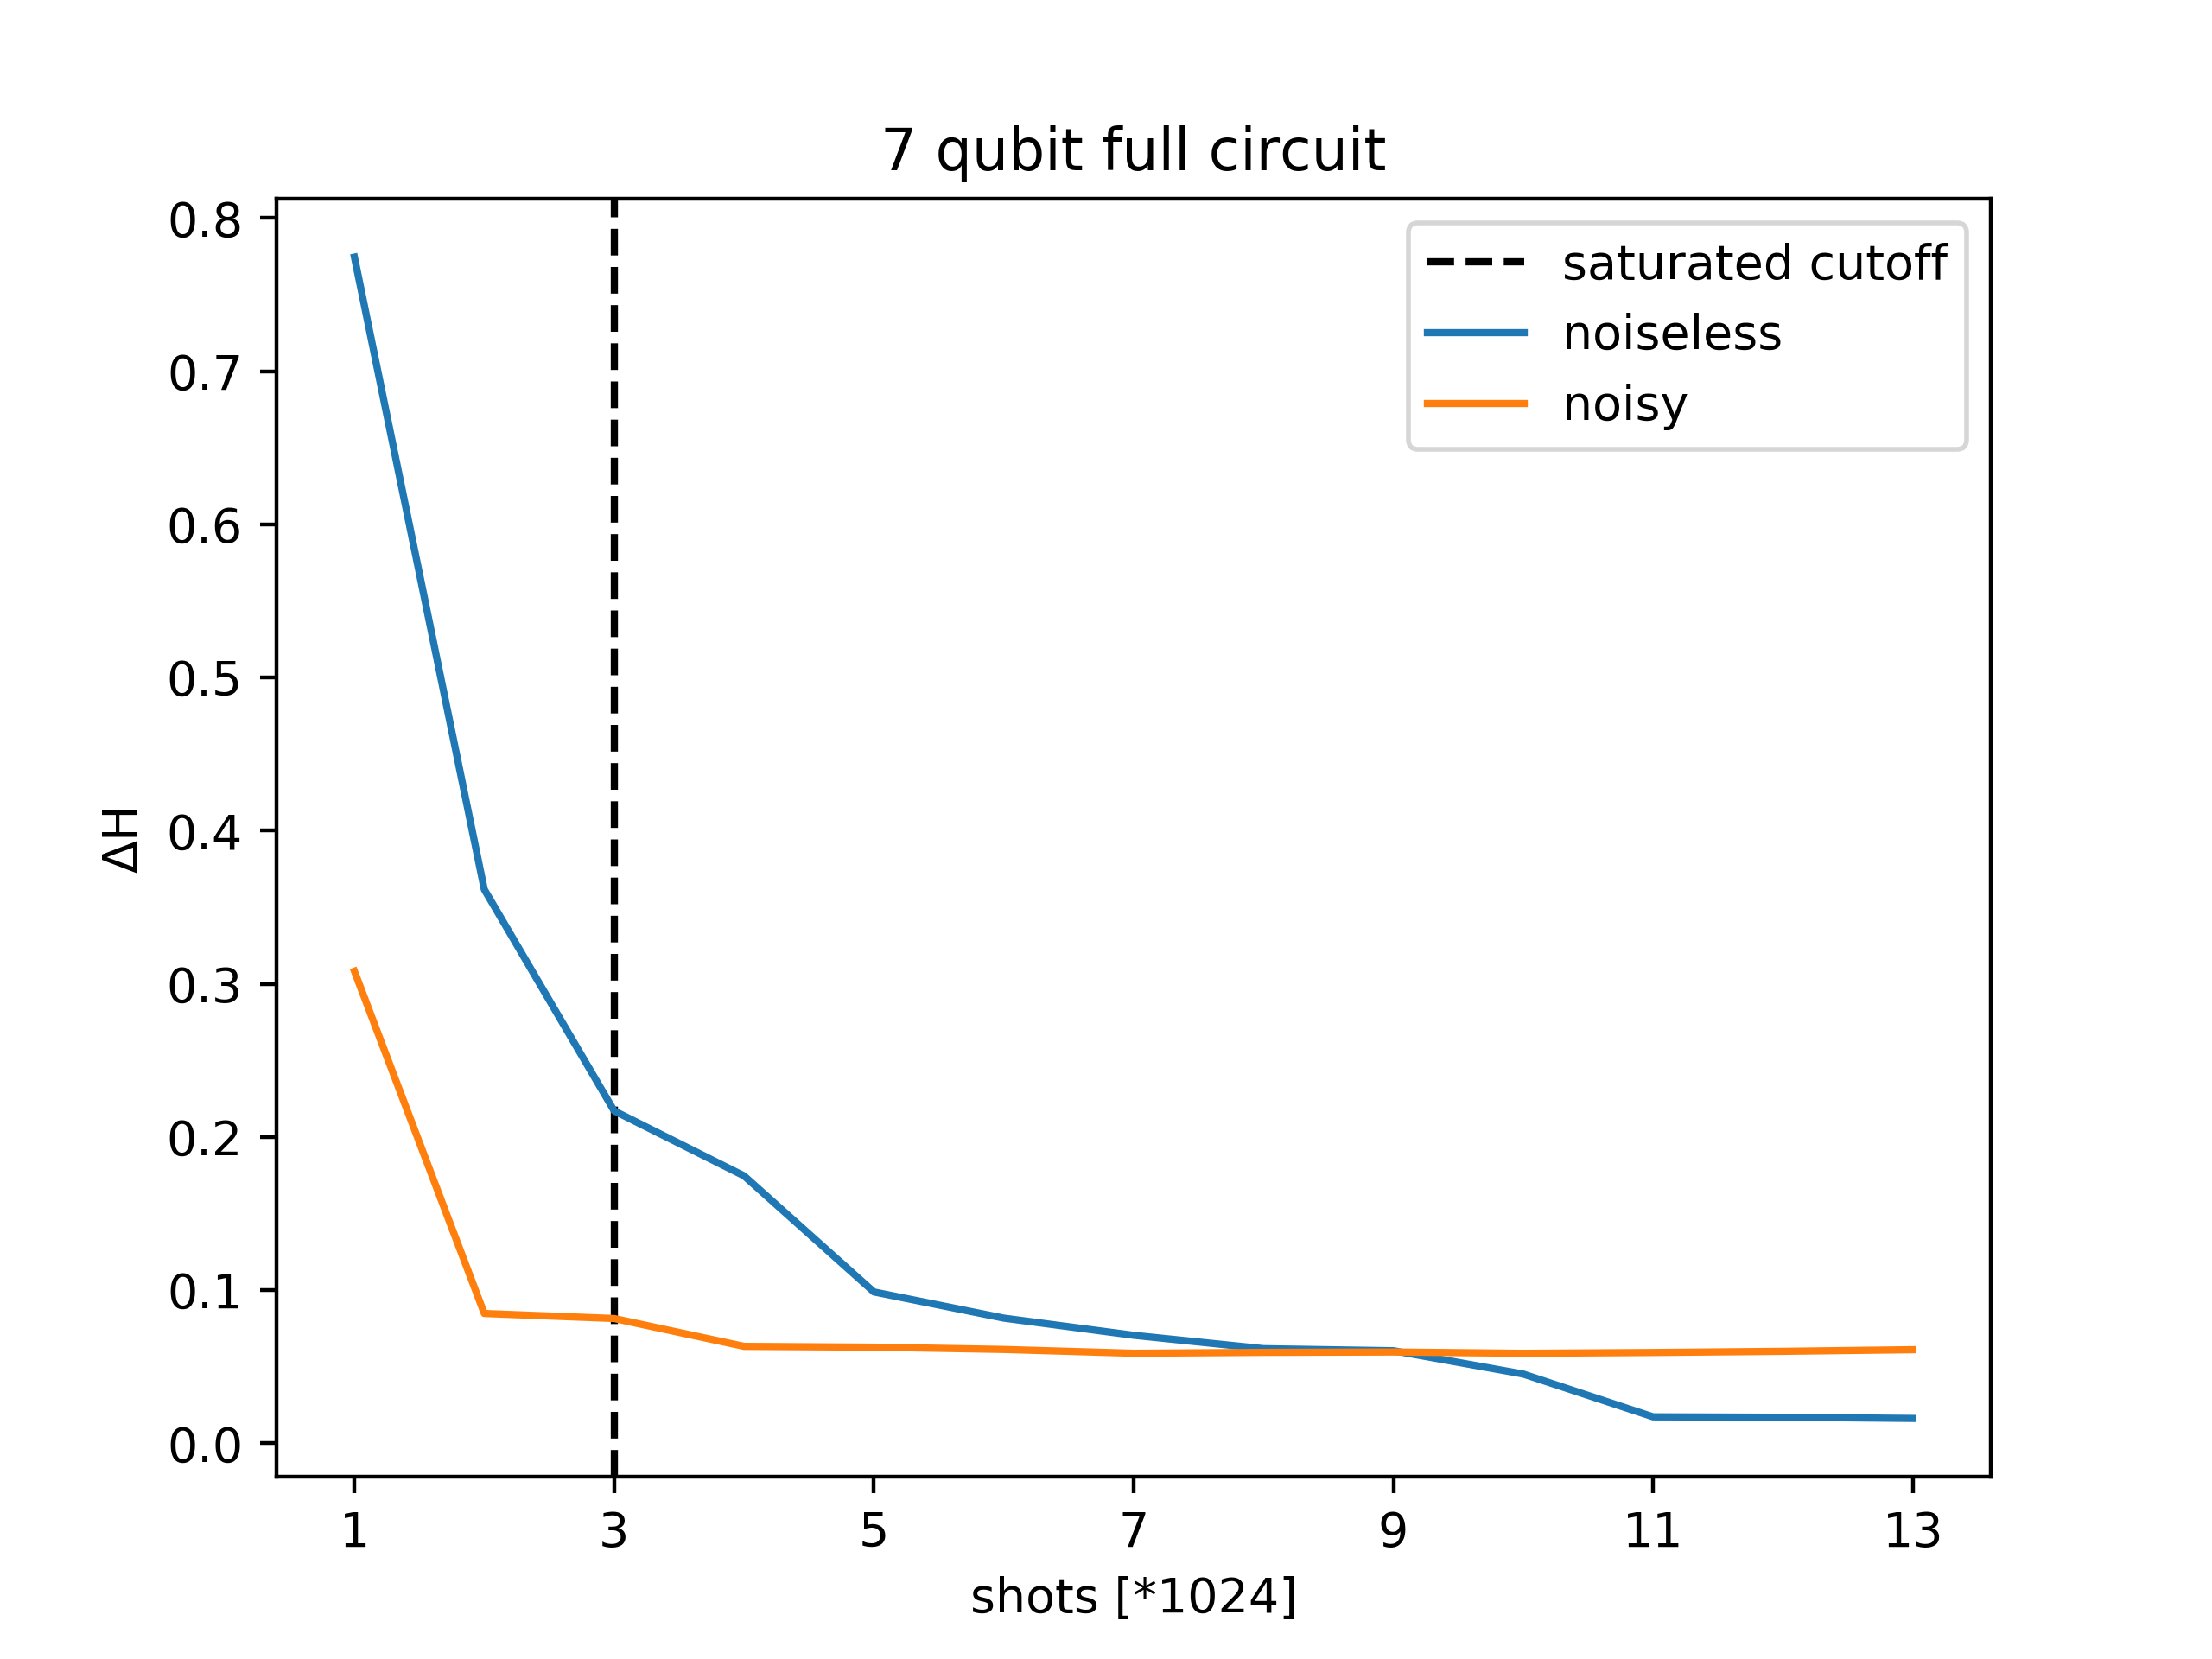 7 qubit full circuit
saturated cutoff
noiseless
noisy
0.8
0.7
0.6
0.5
0.4
0.3
0.2
0.1
0.0
ΔH
1 3 5 7 9 11 13
shots [*1024]